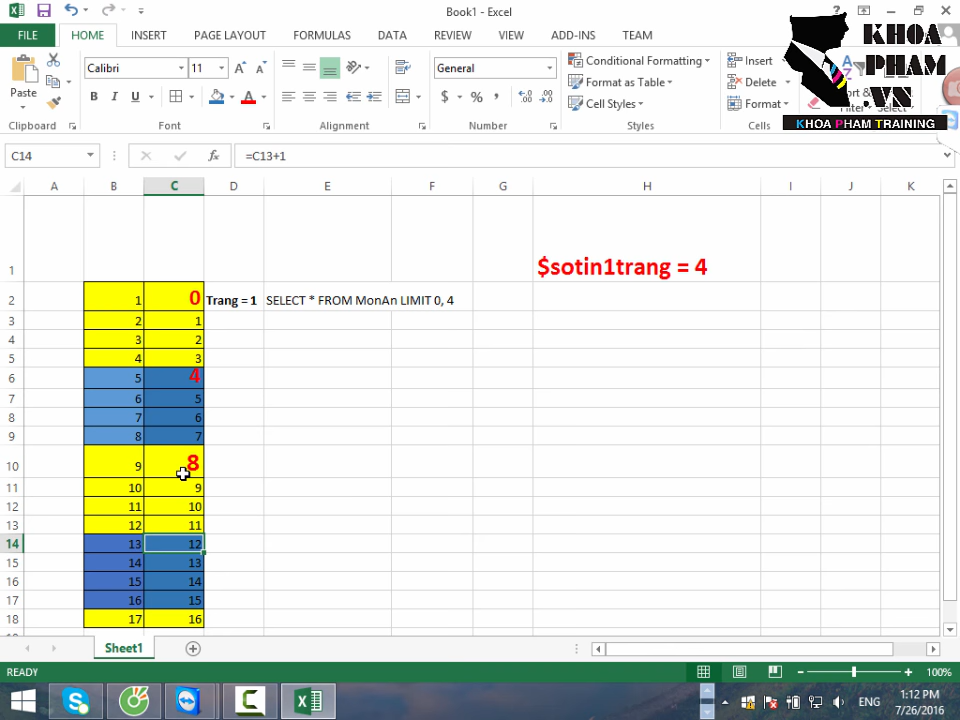 Book1 - Excel
FILE HOME INSERT PAGE LAYOUT FORMULAS DATA REVIEW VIEW ADD-INS TEAM
KHOA
PHAM
.VN
KHOA PHAM TRAINING
Paste
Calibri 11
B I U
General
$ % ,
Conditional Formatting
Format as Table
Cell Styles
Insert
Delete
Format
Clipboard Font Alignment Number Styles Cells
C14 fx =C13+1
A B C D E F G H I J K
1 $sotin1trang = 4
2 1 0 Trang = 1 SELECT * FROM MonAn LIMIT 0, 4
3 2 1
4 3 2
5 4 3
6 5 4
7 6 5
8 7 6
9 8 7
10 9 8
11 10 9
12 11 10
13 12 11
14 13 12
15 14 13
16 15 14
17 16 15
18 17 16
Sheet1
READY 100%
ENG
1:12 PM
7/26/2016